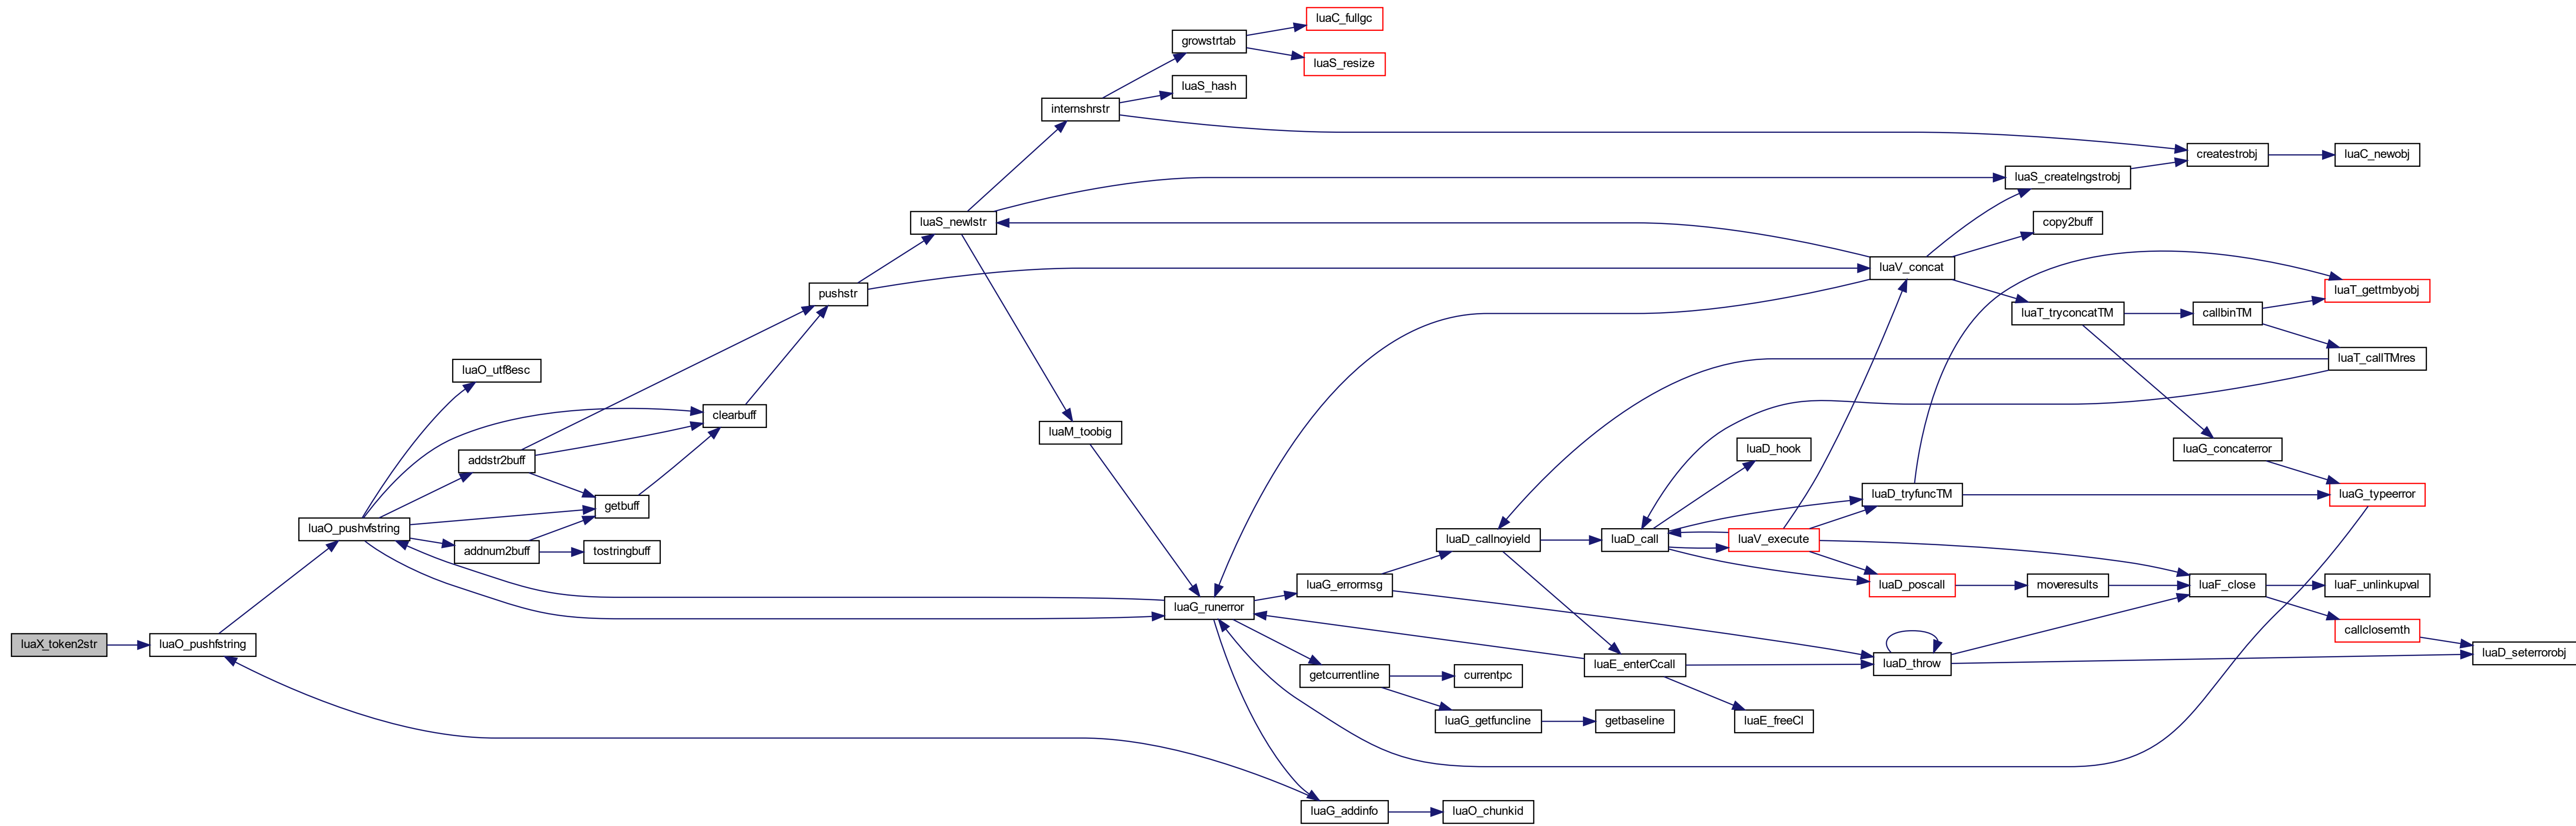 luaC_fullgc
growstrtab
luaS_resize
luaS_hash
internshrstr
createstrobj
luaC_newobj
luaS_createlngstrobj
luaS_newlstr
copy2buff
luaV_concat
pushstr
luaT_gettmbyobj
luaT_tryconcatTM
callbinTM
luaT_callTMres
luaO_utf8esc
clearbuff
luaM_toobig
luaD_hook
luaG_concaterror
addstr2buff
luaD_tryfuncTM
luaG_typeerror
getbuff
luaO_pushvfstring
luaD_callnoyield
luaD_call
luaV_execute
addnum2buff
tostringbuff
luaG_errormsg
luaD_poscall
moveresults
luaF_close
luaF_unlinkupval
luaG_runerror
callclosemth
luaX_token2str
luaO_pushfstring
luaD_seterrorobj
luaE_enterCcall
luaD_throw
getcurrentline
currentpc
luaG_getfuncline
getbaseline
luaE_freeCI
luaG_addinfo
luaO_chunkid